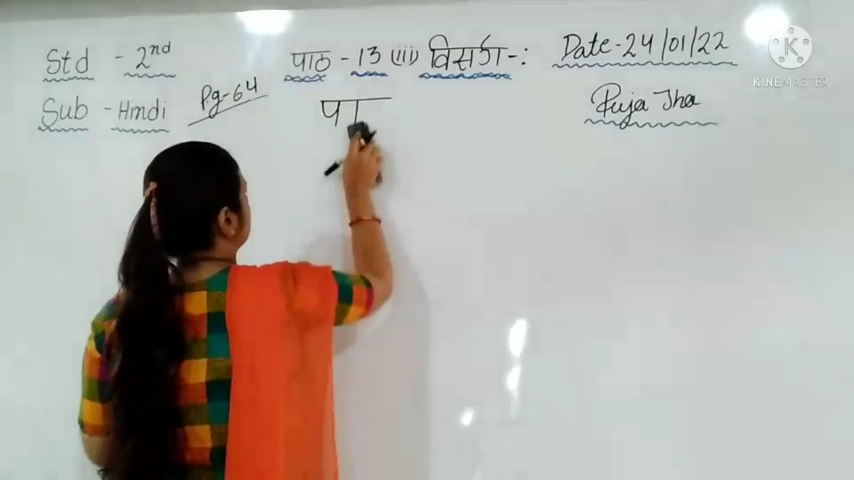 Std - 2nd
पाठ - 13 (iii) विसर्ग -:
Date - 24/01/22
Sub - Hindi
Pg-64
Puja Jha
पा
K
KINEMASTER